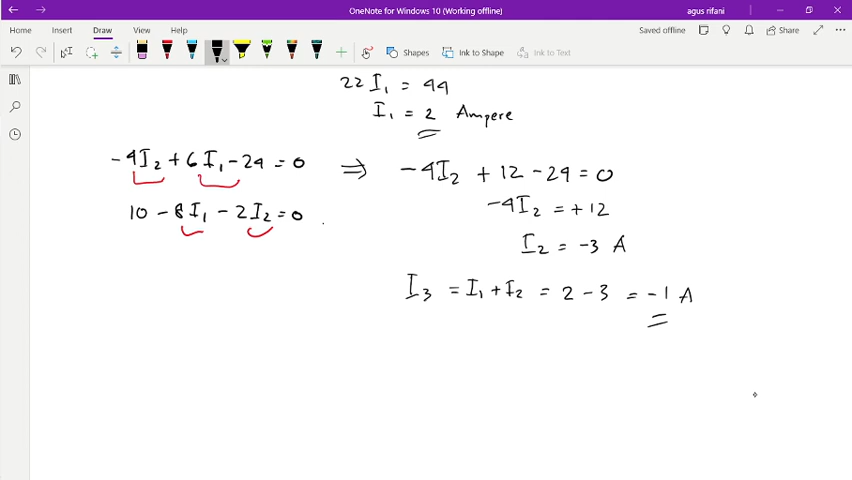 OneNote for Windows 10 (Working offline)
agus rifani
Home Insert Draw View Help
Saved offline Share
Shapes Ink to Shape Ink to Text
22 I₁ = 44
I₁ = 2 Ampere
-4I₂ + 6I₁ - 24 = 0 ⇒ -4I₂ + 12 - 24 = 0
-4I₂ = +12
10 - 8I₁ - 2I₂ = 0
I₂ = -3 A
I₃ = I₁ + I₂ = 2 - 3 = -1 A